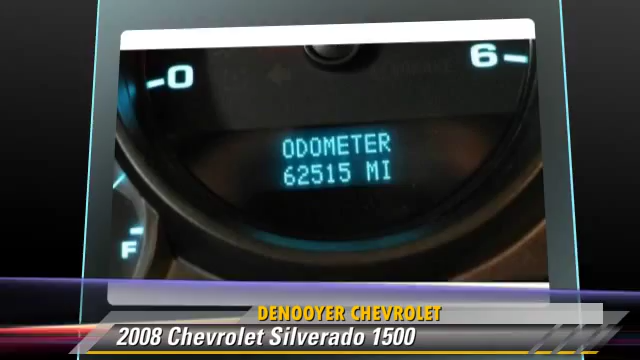 0
6
ODOMETER
62515 MI
F
DENOOYER CHEVROLET
2008 Chevrolet Silverado 1500